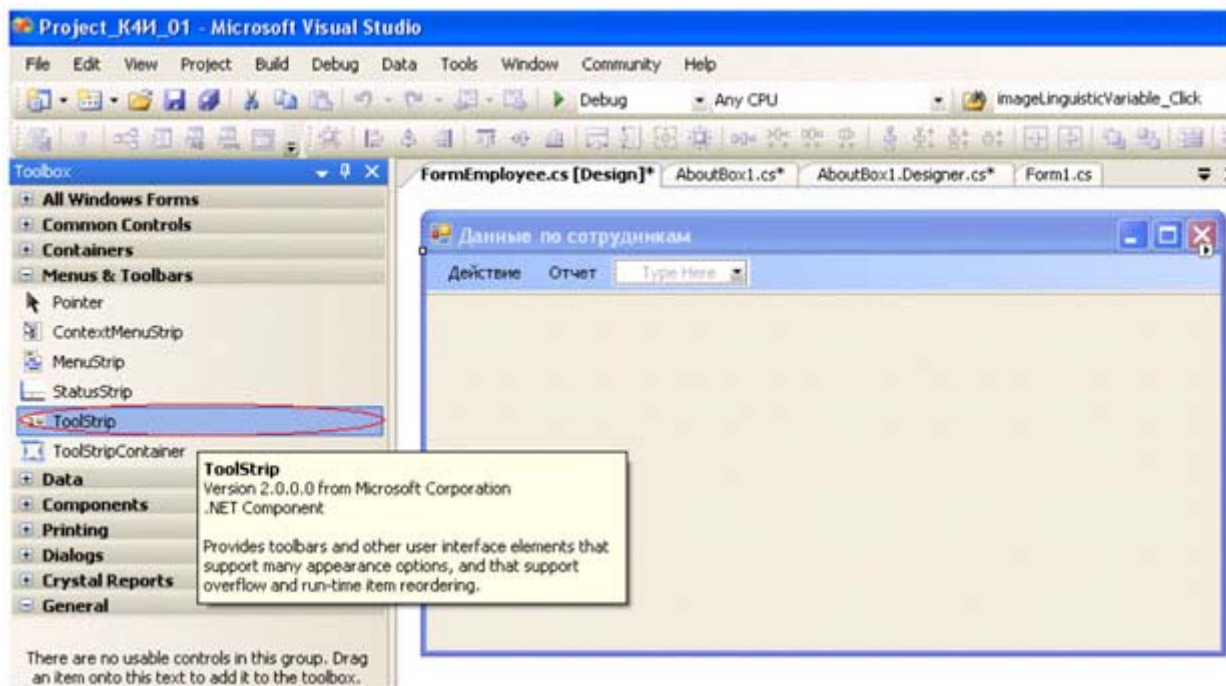 Project_К4И_01 - Microsoft Visual Studio
File Edit View Project Build Debug Data Tools Window Community Help
Debug Any CPU imageLinguisticVariable_Click
Toolbox
FormEmployee.cs [Design]* AboutBox1.cs* AboutBox1.Designer.cs* Form1.cs
All Windows Forms
Common Controls
Containers
Menus & Toolbars
Pointer
ContextMenuStrip
MenuStrip
StatusStrip
ToolStrip
ToolStripContainer
Data
Components
Printing
Dialogs
Crystal Reports
General
There are no usable controls in this group. Drag
an item onto this text to add it to the toolbox.
ToolStrip
Version 2.0.0.0 from Microsoft Corporation
.NET Component
Provides toolbars and other user interface elements that
support many appearance options, and that support
overflow and run-time item reordering.
Данные по сотрудникам
Действие Отчет Type Here